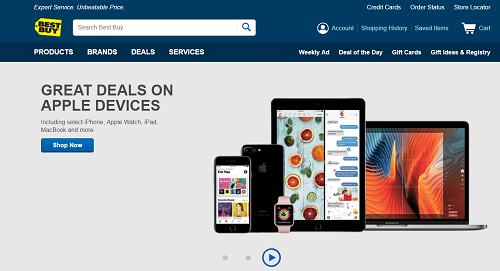 Expert Service. Unbeatable Price.
Credit Cards Order Status Store Locator
BEST BUY
Search Best Buy
Account Shopping History Saved Items Cart
PRODUCTS BRANDS DEALS SERVICES
Weekly Ad Deal of the Day Gift Cards Gift Ideas & Registry
GREAT DEALS ON
APPLE DEVICES
Including select iPhone, Apple Watch, iPad,
MacBook and more.
Shop Now
For You